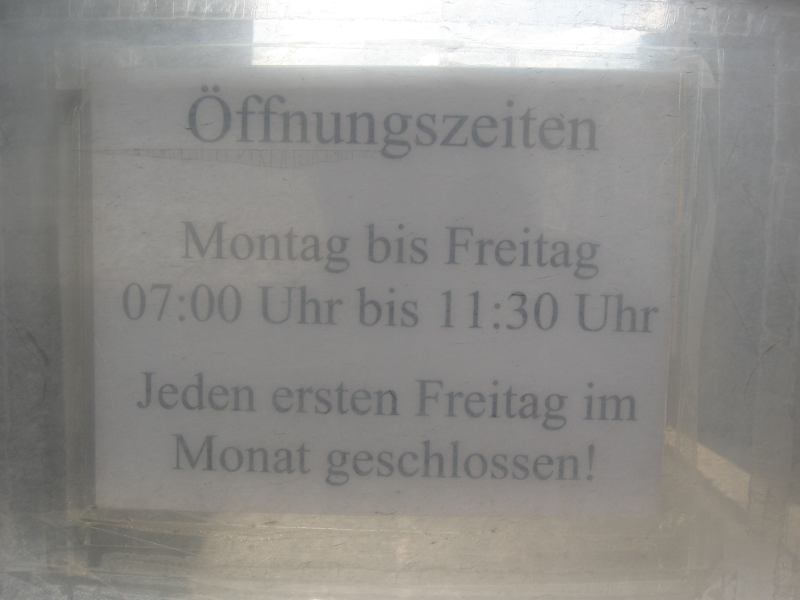 Öffnungszeiten
Montag bis Freitag
07:00 Uhr bis 11:30 Uhr
Jeden ersten Freitag im
Monat geschlossen!